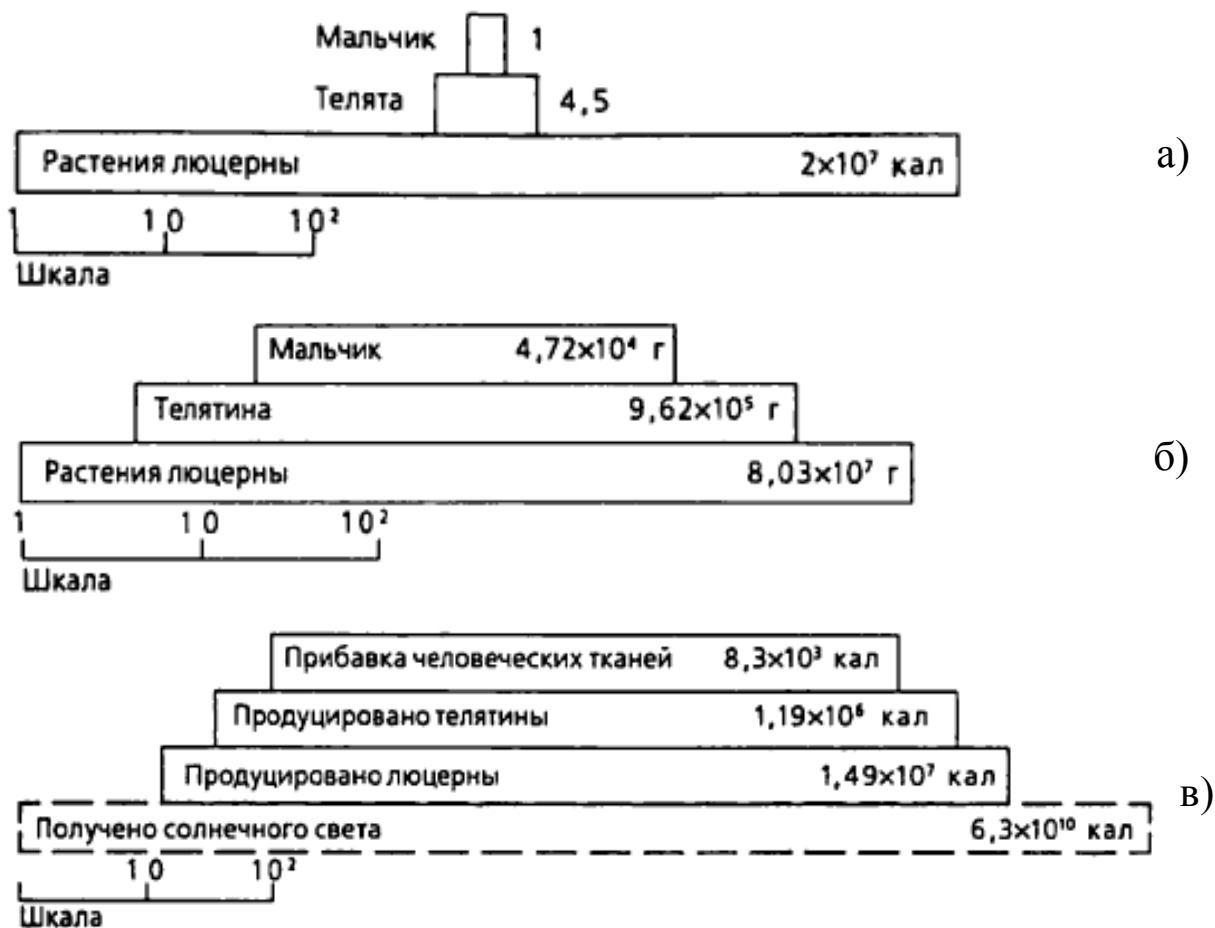 Мальчик 1
Телята 4,5
Растения люцерны 2×10⁷ кал
а)
1 10 10²
Шкала
Мальчик 4,72×10⁴ г
Телятина 9,62×10⁵ г
Растения люцерны 8,03×10⁷ г
б)
1 10 10²
Шкала
Прибавка человеческих тканей 8,3×10³ кал
Продуцировано телятины 1,19×10⁶ кал
Продуцировано люцерны 1,49×10⁷ кал
в)
Получено солнечного света 6,3×10¹⁰ кал
10 10²
Шкала